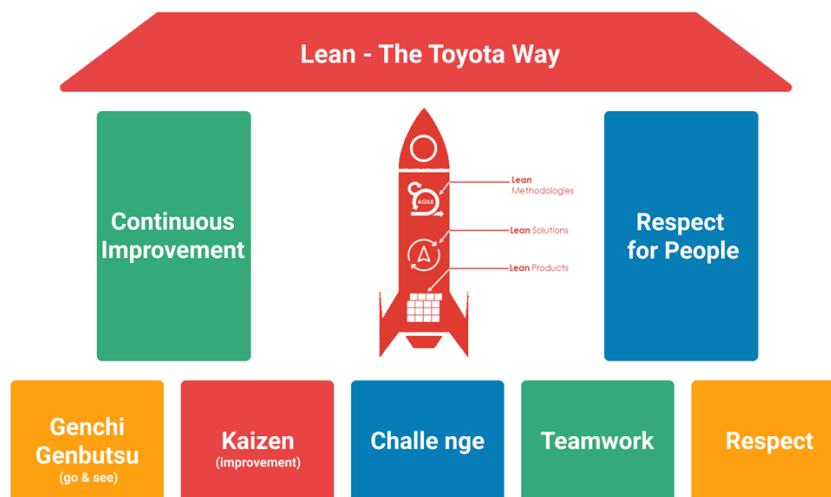 Lean - The Toyota Way
Continuous
Improvement
AGILE
Lean
Methodologies
Lean Solutions
Lean Products
Respect
for People
Genchi
Genbutsu
(go & see)
Kaizen
(improvement)
Challe nge
Teamwork
Respect